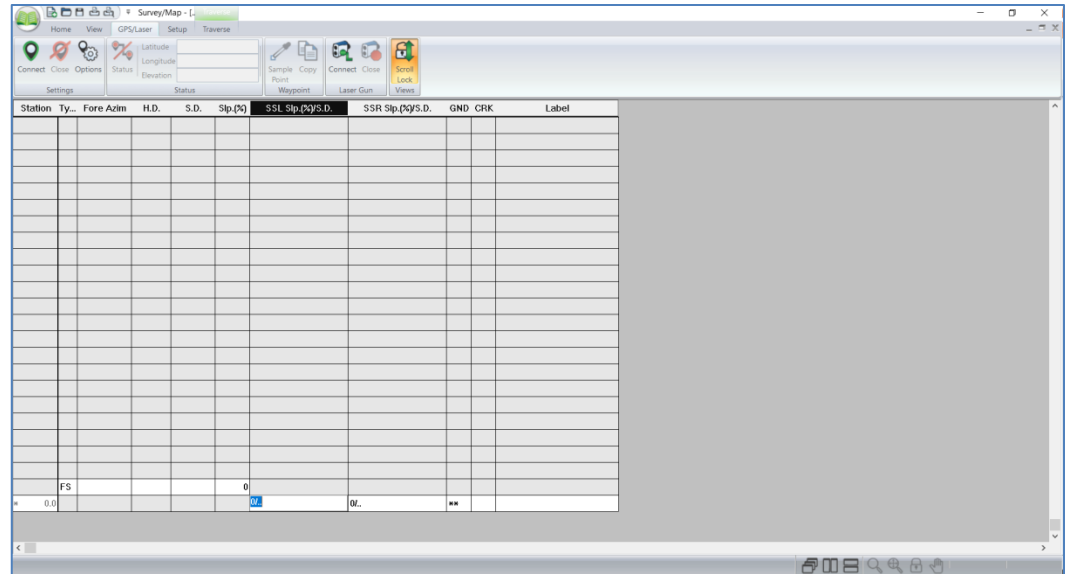 Survey/Map - [..
Home View GPS/Laser Setup Traverse
Connect Close Options Status Latitude Longitude Elevation Sample Point Copy Connect Close Scroll Lock
Settings Status Waypoint Laser Gun Views
Station Ty... Fore Azim H.D. S.D. Slp.(%) SSL Slp.(%)/S.D. SSR Slp.(%)/S.D. GND CRK Label
FS 0
* 0.0 0/.. 0/.. **